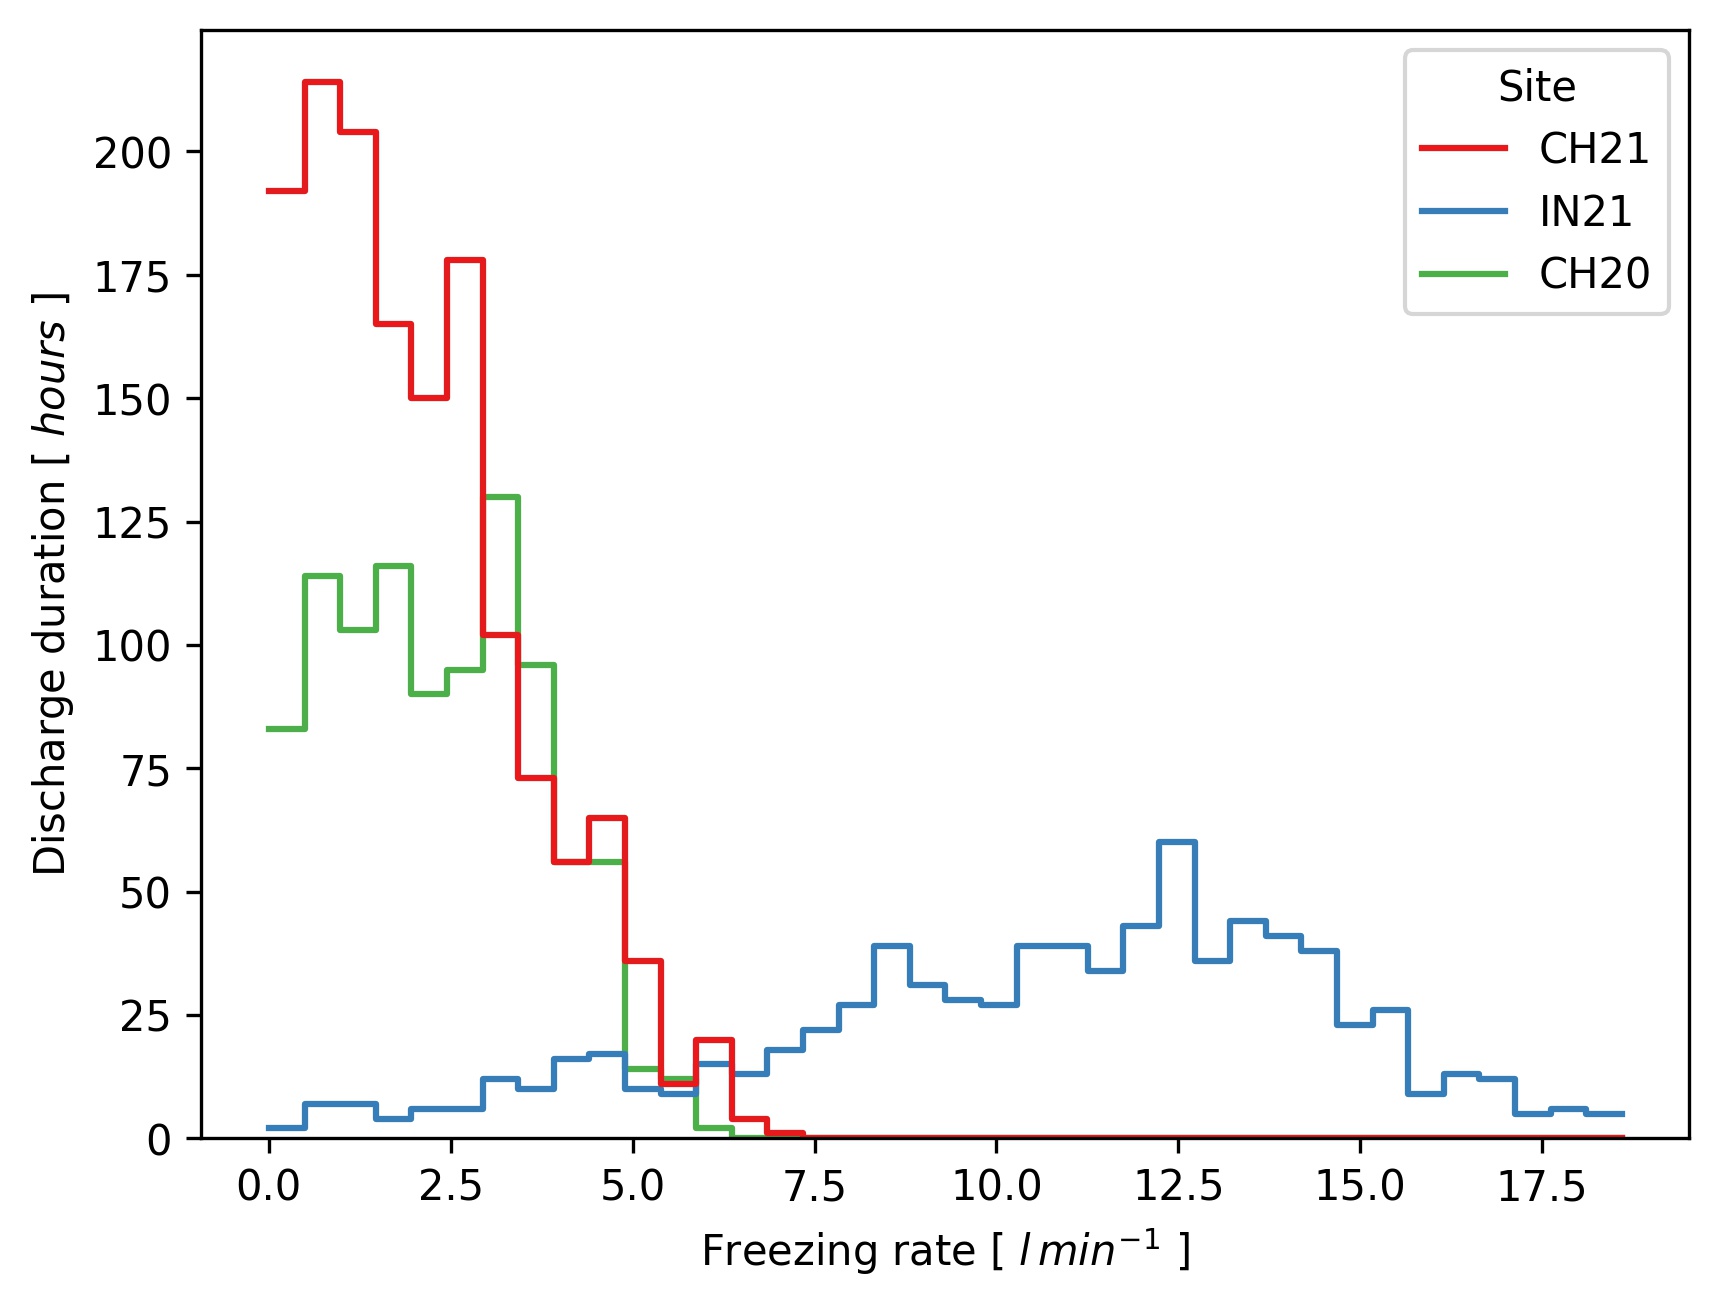 Site
CH21
IN21
CH20
Discharge duration [ hours ]
200
175
150
125
100
75
50
25
0
0.0 2.5 5.0 7.5 10.0 12.5 15.0 17.5
Freezing rate [ l min⁻¹ ]